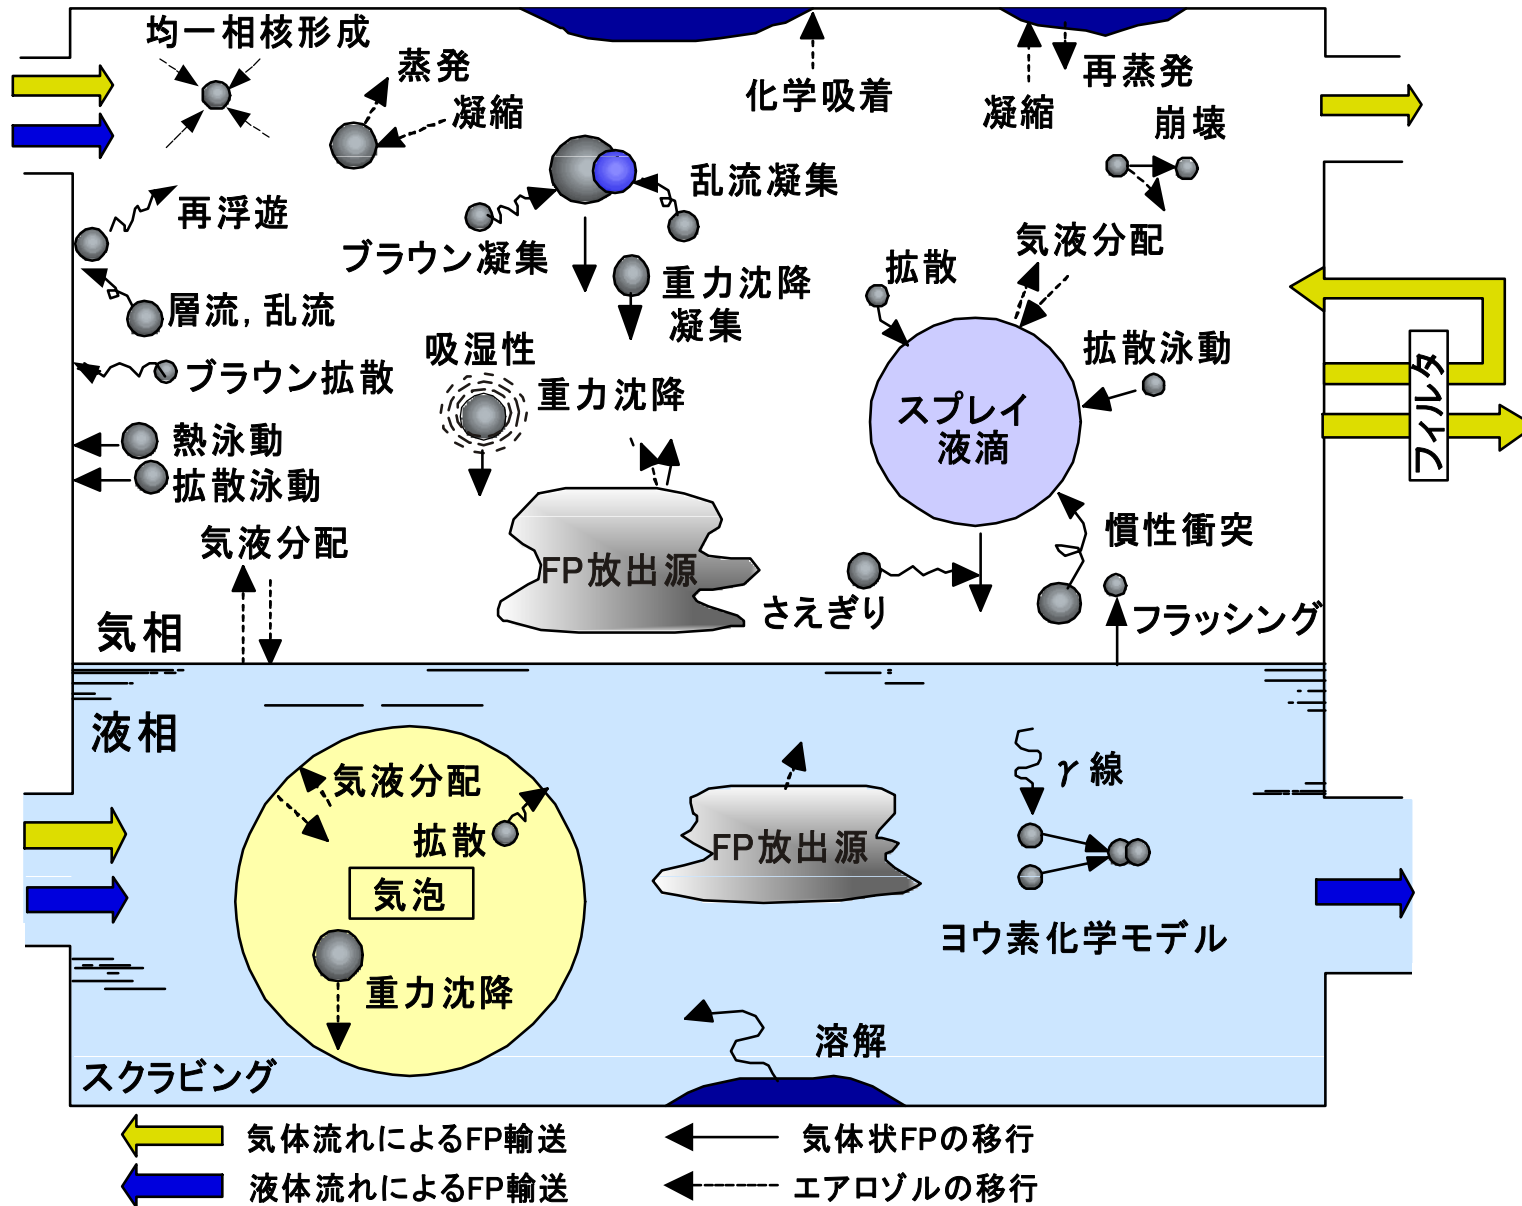 均一相核形成
蒸発
凝縮
化学吸着
凝縮
再蒸発
崩壊
再浮遊
乱流凝集
ブラウン凝集
重力沈降
凝集
気液分配
拡散
層流, 乱流
吸湿性
ブラウン拡散
重力沈降
拡散泳動
スプレイ
液滴
フィルタ
熱泳動
拡散泳動
気液分配
FP放出源
慣性衝突
さえぎり
フラッシング
気相
液相
気液分配
拡散
気泡
重力沈降
FP放出源
γ線
ヨウ素化学モデル
溶解
スクラビング
気体流れによるFP輸送
気体状FPの移行
液体流れによるFP輸送
エアロゾルの移行